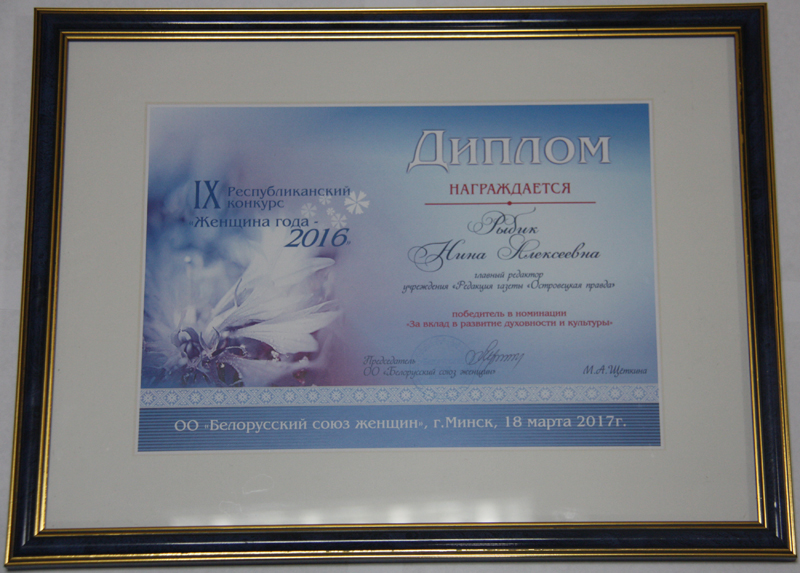 IX Республиканский
конкурс
«Женщина года -
2016»
ДИПЛОМ
НАГРАЖДАЕТСЯ
Рыбик
Нина Алексеевна
главный редактор
учреждения «Редакция газеты «Островецкая правда»
победитель в номинации
«За вклад в развитие духовности и культуры»
Председатель
ОО «Белорусский союз женщин»
М.А.Щёткина
ОО «Белорусский союз женщин», г.Минск, 18 марта 2017г.